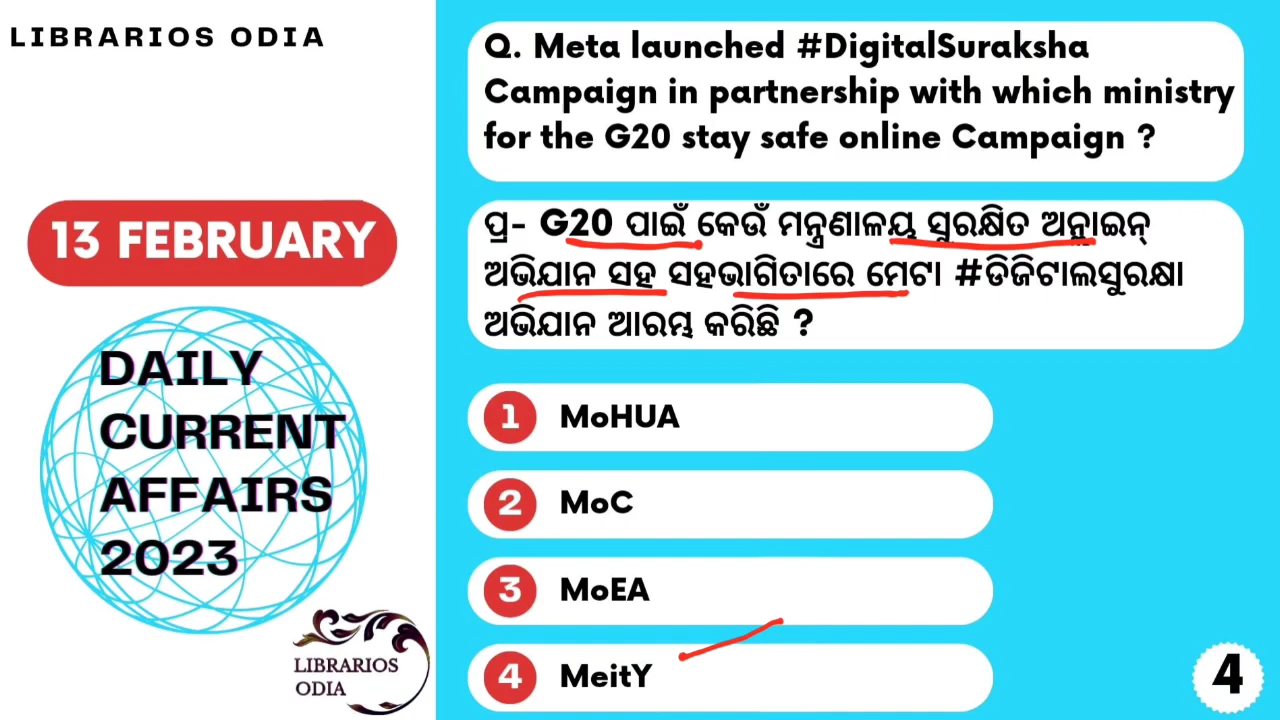 LIBRARIOS ODIA
13 FEBRUARY
DAILY
CURRENT
AFFAIRS
2023
LIBRARIOS
ODIA
Q. Meta launched #DigitalSuraksha
Campaign in partnership with which ministry
for the G20 stay safe online Campaign ?
ପ୍ର- G20 ପାଇଁ କେଉଁ ମନ୍ତ୍ରଣାଳୟ ସୁରକ୍ଷିତ ଅନ୍ଲାଇନ୍
ଅଭିଯାନ ସହ ସହଭାଗିତାରେ ମେଟା #ଡିଜିଟାଲସୁରକ୍ଷା
ଅଭିଯାନ ଆରମ୍ଭ କରିଛି ?
1 MoHUA
2 MoC
3 MoEA
4 MeitY
4